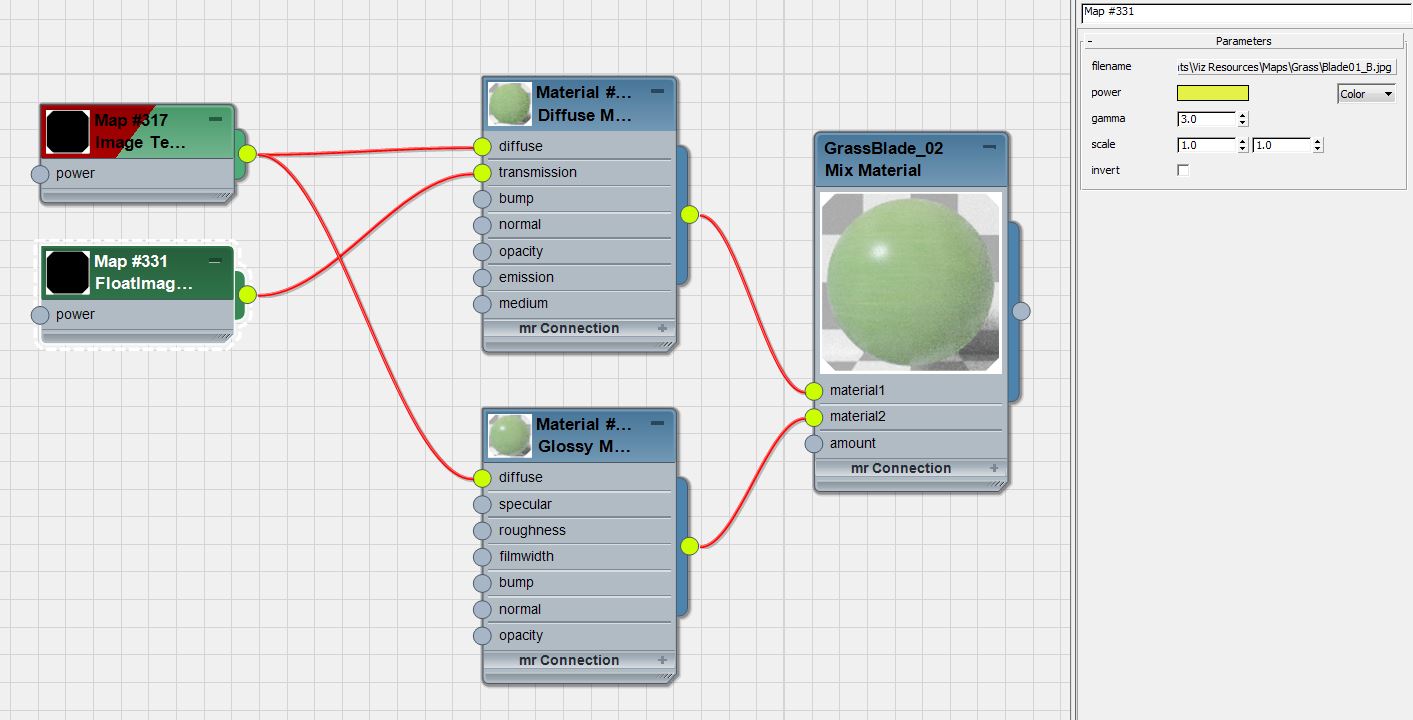 Map #317
Image Te...
power
Map #331
FloatImag...
power
Material #...
Diffuse M...
diffuse
transmission
bump
normal
opacity
emission
medium
mr Connection
Material #...
Glossy M...
diffuse
specular
roughness
filmwidth
bump
normal
opacity
mr Connection
GrassBlade_02
Mix Material
material1
material2
amount
mr Connection
Map #331
Parameters
filename ıts\Viz Resources\Maps\Grass\Blade01_B.jpg
power Color
gamma 3.0
scale 1.0 1.0
invert